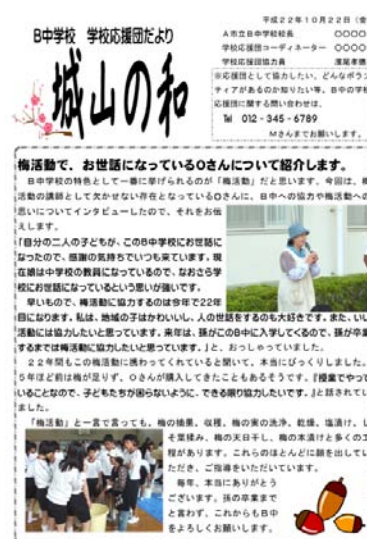 平成22年10月22日（金
B中学校 学校応援団だより
城山の和
A市立B中学校校長 OOOO
学校応援団コーディネーター OOOO
学校応援団協力員
※応援団として協力したい、どんなボラン
ティアがあるのか知りたい等、B中の学校
応援団に関する問い合わせは、
℡ 012-345-6789
Mさんまでお願いします。
梅活動で、お世話になっているOさんについて紹介します。
B中学校の特色として一番に挙げられるのが「梅活動」だと思います。今回は、梅
活動の講師として欠かせない存在となっているOさんに、B中への協力や梅活動への
思いについてインタビューしたので、それをお伝
えします。
「自分の二人の子どもが、このB中学校にお世話に
なったので、感謝の気持ちでいつも来ています。現
在娘は中学校の教員になっているので、なおさら学
校にお世話になっているという思いが強いです。
早いもので、梅活動に協力するのは今年で22年
目になります。私は、地域の子はかわいいし、人の世話をするのも大好きです。また、いい
活動には協力したいと思っています。来年は、孫がこのB中に入学してくるので、孫が卒業
するまでは梅活動に協力したいと思っています。」と、おっしゃっていました。
22年間もこの梅活動に携わってくれていると聞いて、本当にびっくりしました。
5年ほど前は梅が足りず、Oさんが購入してきたこともあるそうです。『授業でやって
いることなので、子どもたちが困らないように、できる限り協力したいです。』と話されてい
ました。
「梅活動」と一言で言っても、梅の摘果、収穫、梅の実の洗浄、乾燥、塩漬け、し
そ葉揉み、梅の天日干し、梅の本漬けと多くの工
程があります。これらのほとんどに顔を出してい
ただき、ご指導をいただいています。
毎年、本当にありがとう
ございます。孫の卒業まで
と言わず、これからもB中
をよろしくお願いします。